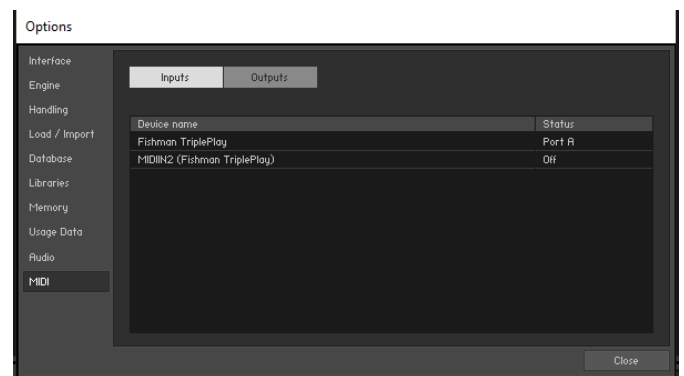 Options
Interface
Engine
Handling
Load / Import
Database
Libraries
Memory
Usage Data
Audio
MIDI
Inputs Outputs
Device name Status
Fishman TriplePlay Port A
MIDIIN2 (Fishman TriplePlay) Off
Close